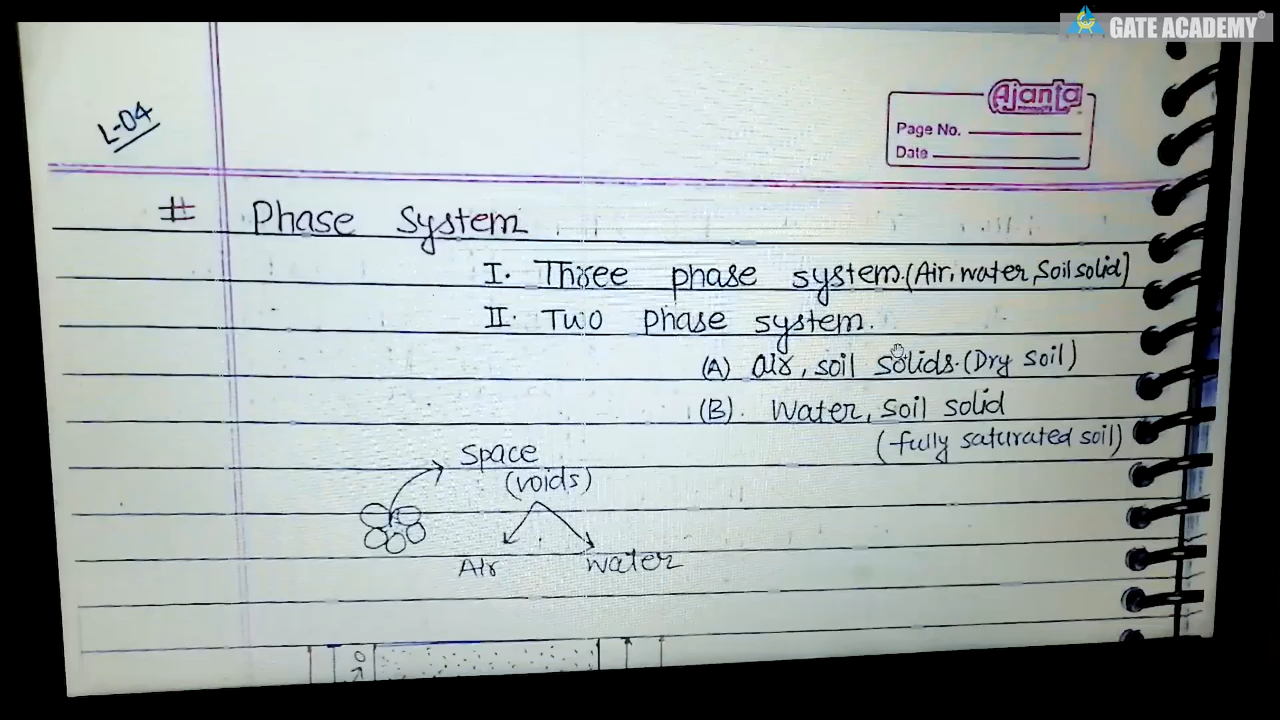 GATE ACADEMY®
Ajanta
Page No.
Date
L-04
# Phase System
I. Three phase system.(Air, water, Soil solid)
II. Two phase system.
(A) air, soil solids.(Dry soil)
(B). Water, soil solid
(fully saturated soil)
Space
(voids)
Air water